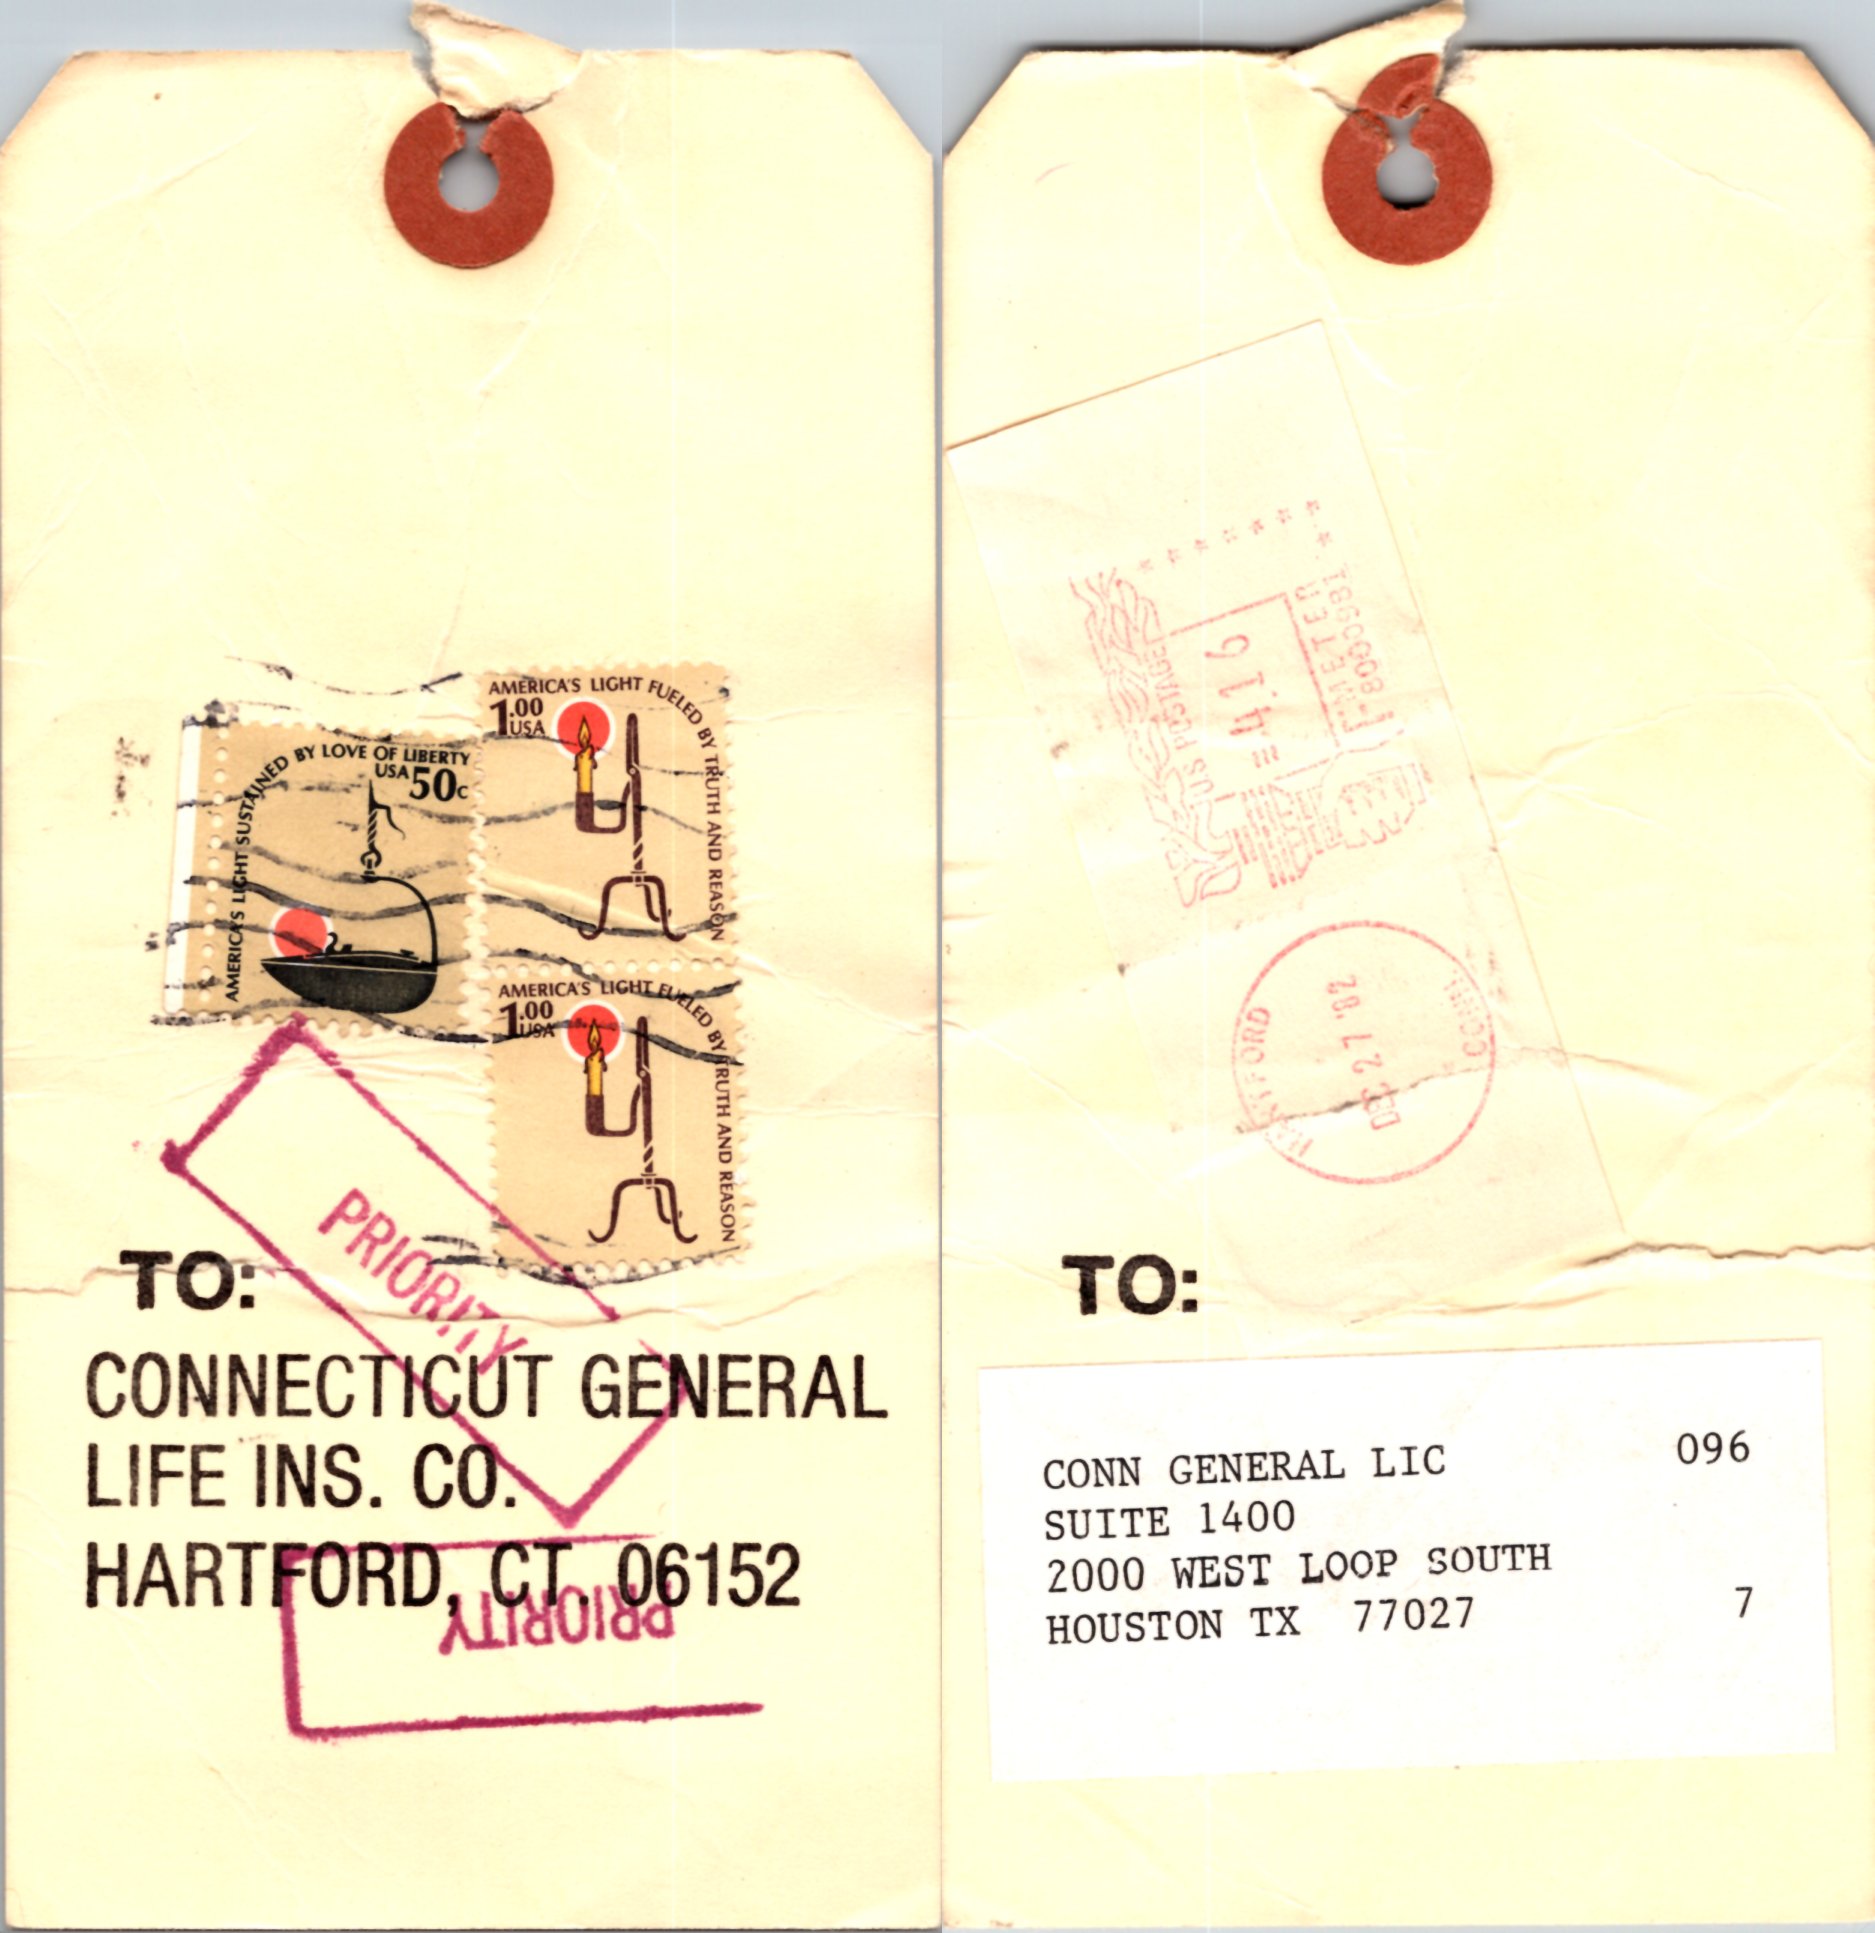 AMERICA'S LIGHT SUSTAINED BY LOVE OF LIBERTY
USA 50c
AMERICA'S LIGHT FUELED BY TRUTH AND REASON
1.00
USA
AMERICA'S LIGHT FUELED BY TRUTH AND REASON
1.00
USA
PRIORITY
TO:
CONNECTICUT GENERAL
LIFE INS. CO.
HARTFORD, CT. 06152
PRIORITY
US POSTAGE
METER
HARTFORD
DEC 27 '82
CONN
TO:
CONN GENERAL LIC 096
SUITE 1400
2000 WEST LOOP SOUTH
HOUSTON TX 77027 7